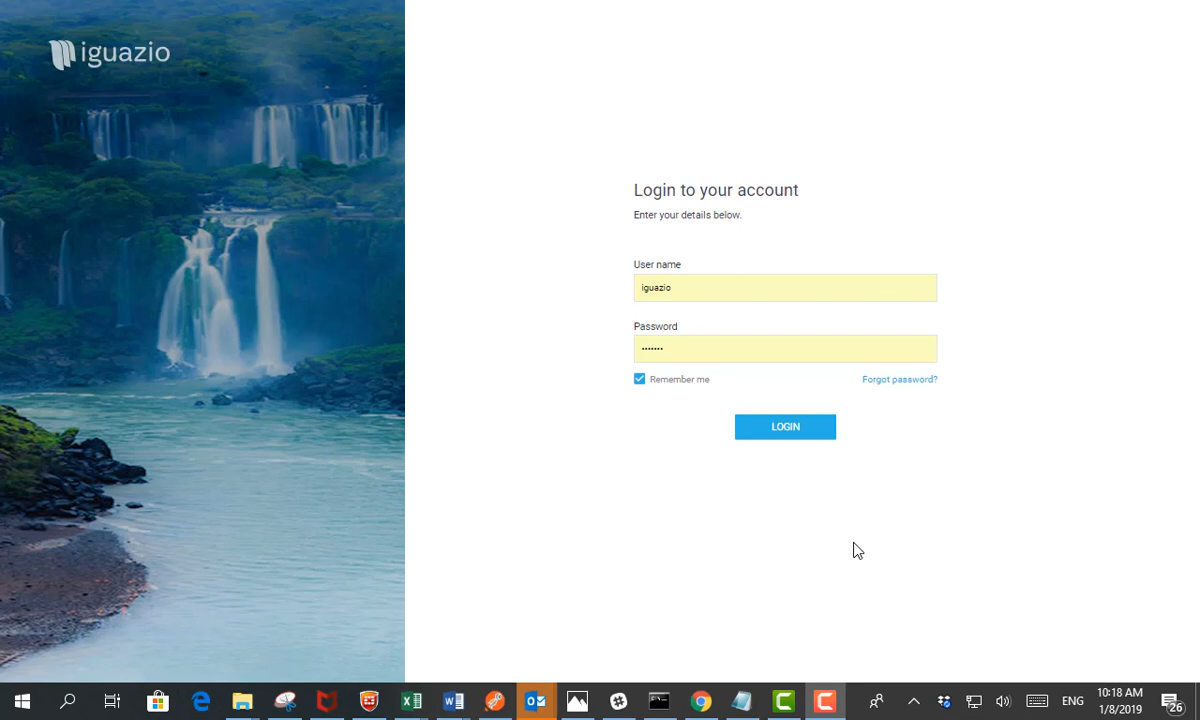 iguazio
Login to your account
Enter your details below.
User name
iguazio
Password
•••••••
Remember me
Forgot password?
LOGIN
ENG
10:18 AM
1/8/2019
26